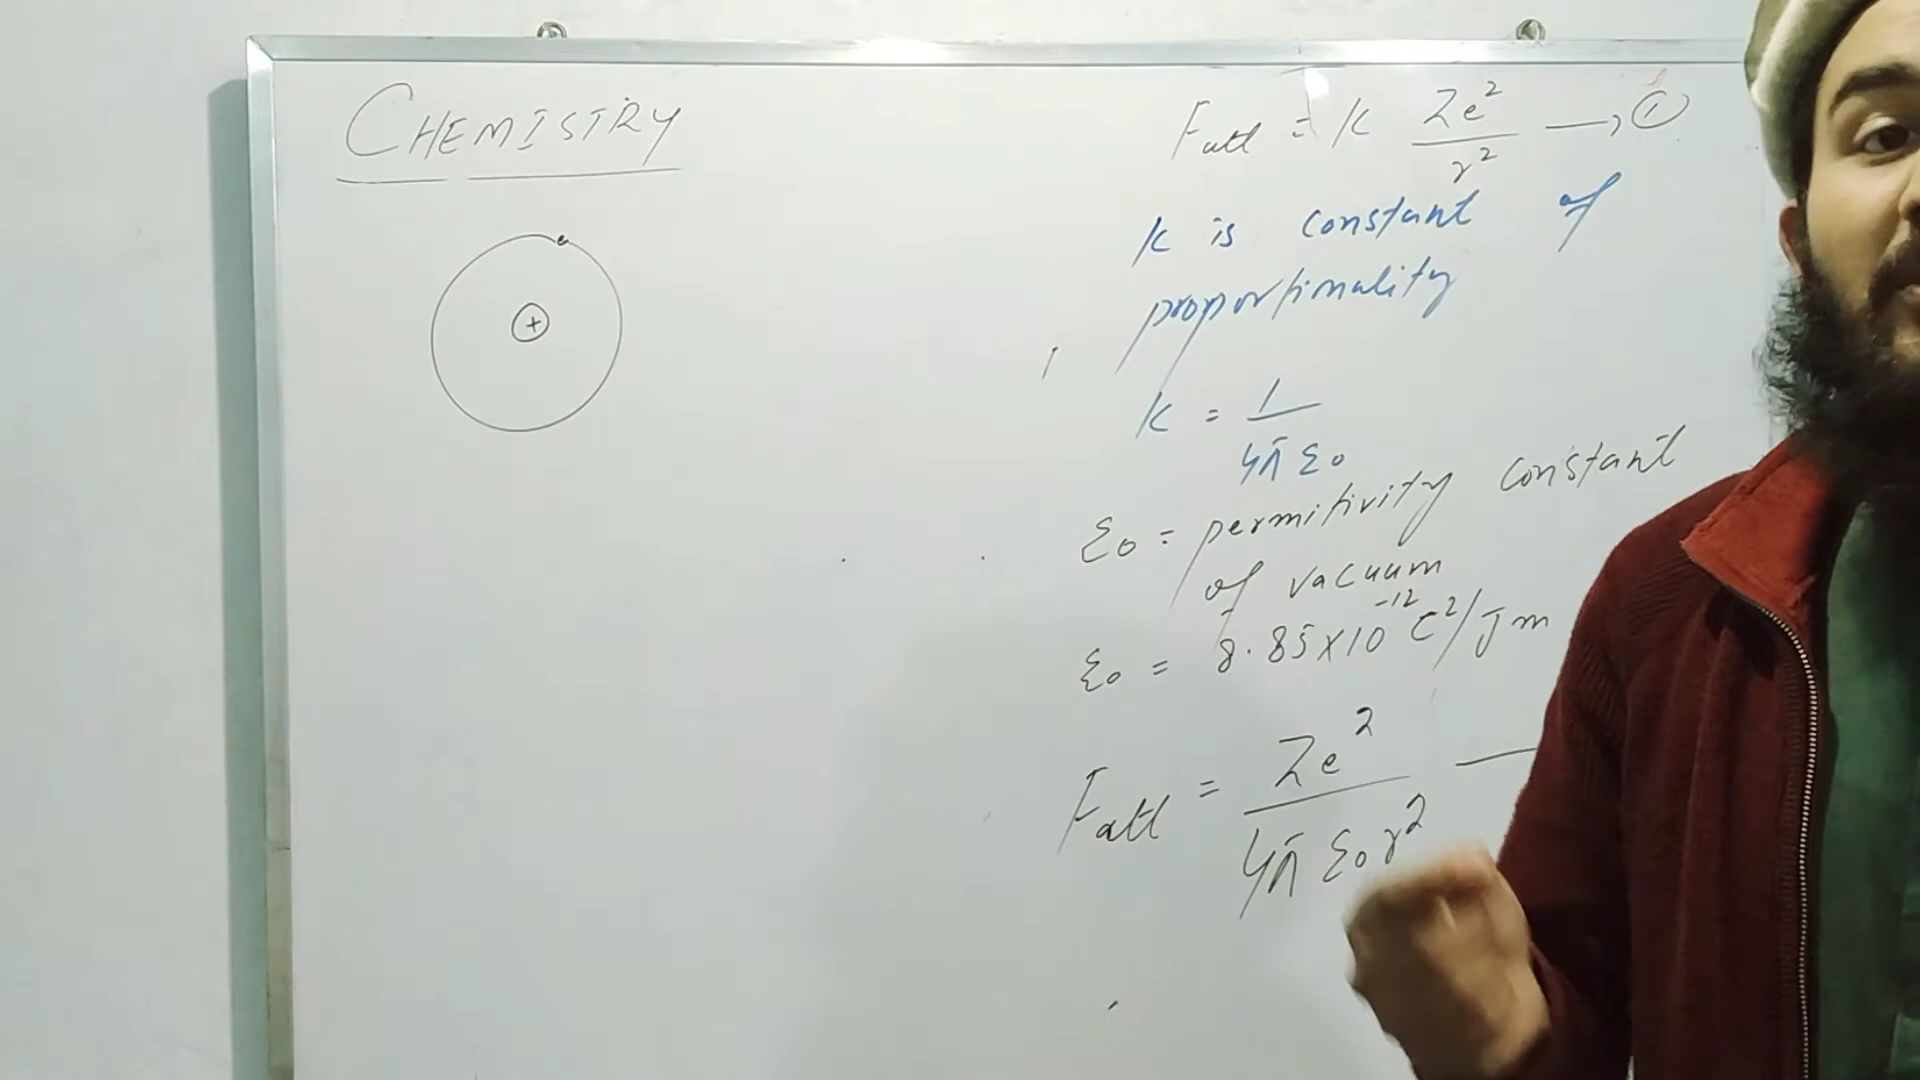 CHEMISTRY
e
+
Fatt = K Ze²/r² → ①
K is constant of
proportionality
K = 1/4π ε₀
ε₀ = permitivity constant
of vacuum
ε₀ = 8.85×10⁻¹² C²/Jm
Fatt = Ze²/4π ε₀ r² —